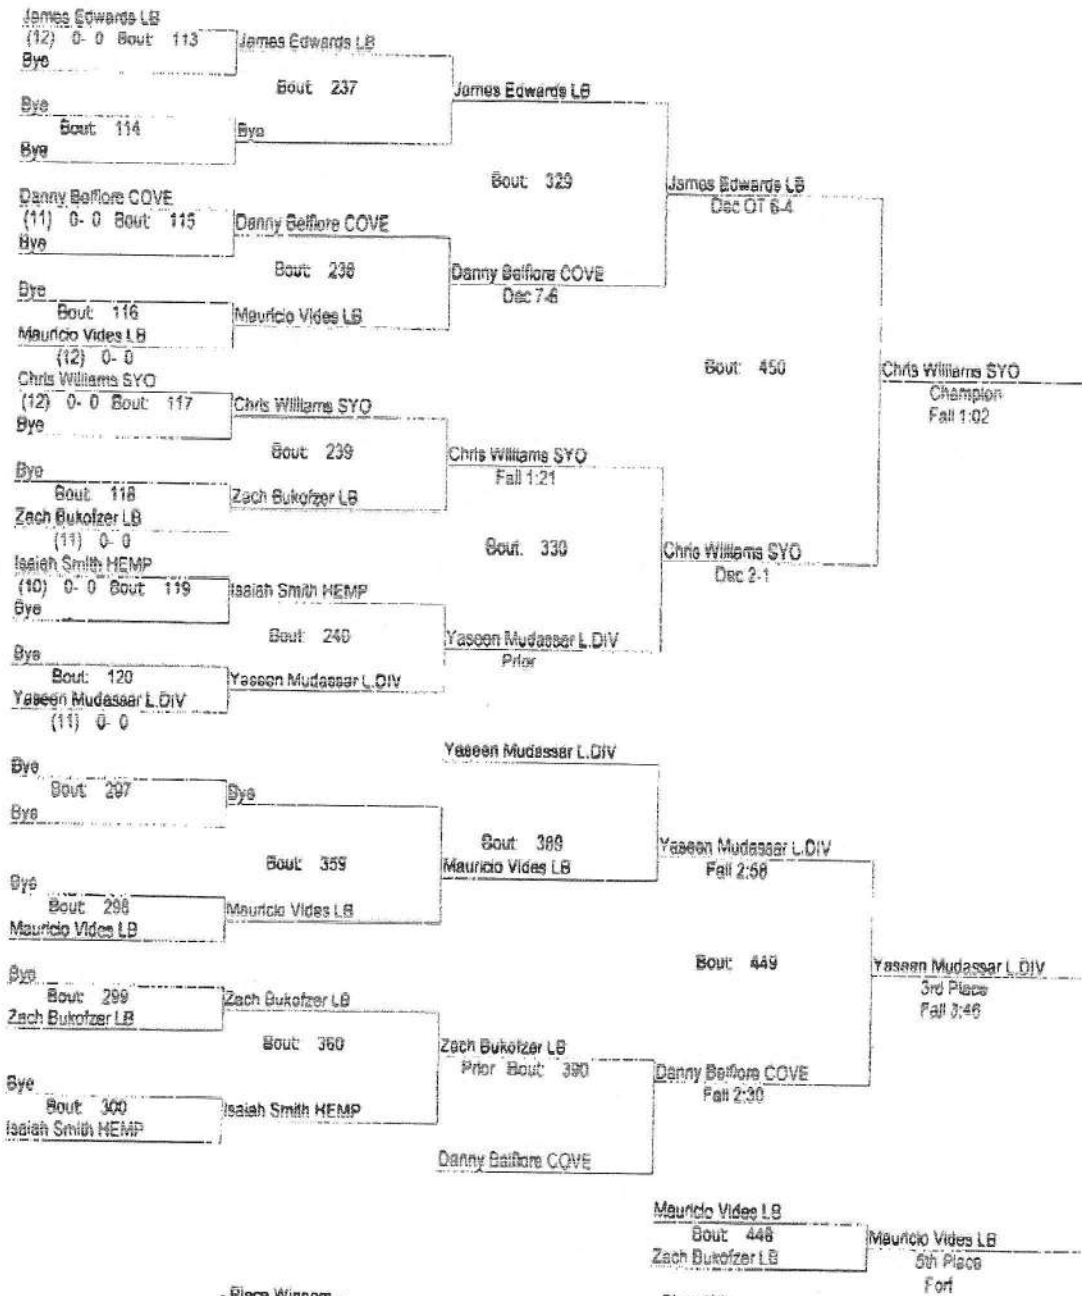 James Edwards LB
(12) 0- 0 Bout: 113
Bye
James Edwards LB
Bout: 237
James Edwards LB
Bye
Bout: 114
Bye
Bye
Bout: 329
James Edwards LB
Dec OT 6-4
Danny Belflore COVE
(11) 0- 0 Bout: 115
Bye
Danny Belflore COVE
Bout: 238
Danny Belflore COVE
Dec 7-6
Bye
Bout: 116
Mauricio Vides LB
(12) 0- 0
Mauricio Vides LB
Bout: 450
Chris Williams SYO
Champion
Fall 1:02
Chris Williams SYO
(12) 0- 0 Bout: 117
Bye
Chris Williams SYO
Bout: 239
Chris Williams SYO
Fall 1:21
Bye
Bout: 118
Zach Bukofzer LB
(11) 0- 0
Zach Bukofzer LB
Bout: 330
Chris Williams SYO
Dec 2-1
Isaiah Smith HEMP
(10) 0- 0 Bout: 119
Bye
Isaiah Smith HEMP
Bout: 240
Yaseen Mudassar L.DIV
Prior
Bye
Bout: 120
Yaseen Mudassar L.DIV
(11) 0- 0
Yaseen Mudassar L.DIV
Yaseen Mudassar L.DIV
Bye
Bout: 297
Bye
Bye
Bout: 389
Yaseen Mudassar L.DIV
Fall 2:58
Bout: 359
Mauricio Vides LB
Bye
Bout: 298
Mauricio Vides LB
Mauricio Vides LB
Bout: 449
Yaseen Mudassar L.DIV
3rd Place
Fall 3:46
Bye
Bout: 299
Zach Bukofzer LB
Zach Bukofzer LB
Bout: 360
Zach Bukofzer LB
Prior Bout: 390
Danny Belflore COVE
Fall 2:30
Bye
Bout: 300
Isaiah Smith HEMP
Isaiah Smith HEMP
Danny Belflore COVE
Mauricio Vides LB
Bout: 448
Zach Bukofzer LB
Mauricio Vides LB
5th Place
Forf